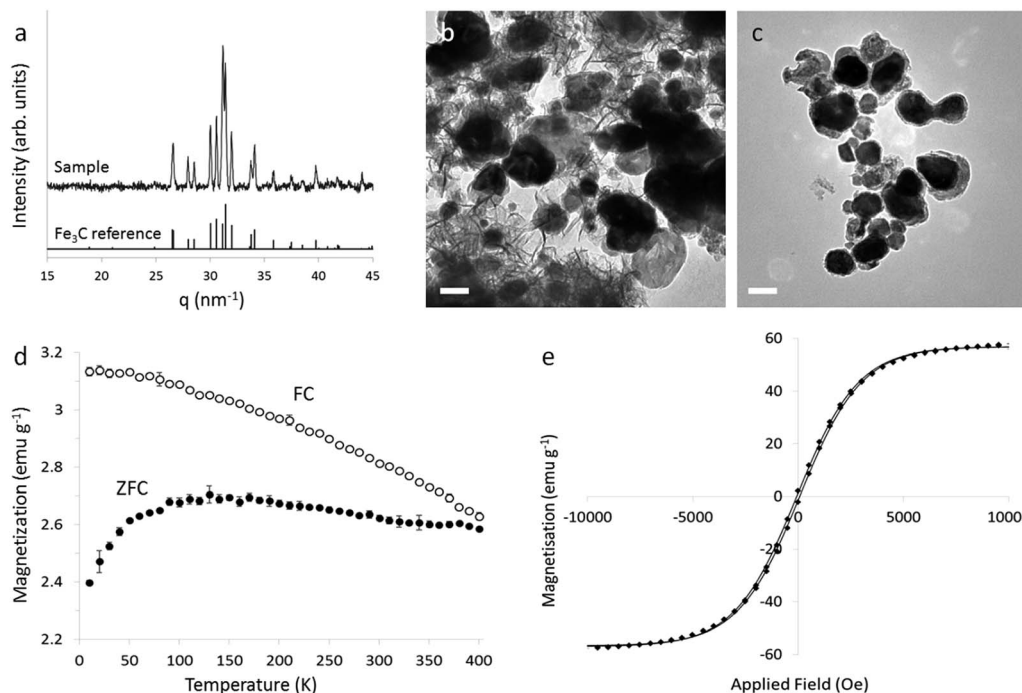 a
Intensity (arb. units)
Sample
Fe₃C reference
15 20 25 30 35 40 45
q (nm⁻¹)
b
c
d
Magnetization (emu g⁻¹)
3.2
3
2.8
2.6
2.4
2.2
FC
ZFC
0 50 100 150 200 250 300 350 400
Temperature (K)
e
Magnetisation (emu g⁻¹)
60
40
20
0
-10000 -5000 0 5000 1000
-20
-40
-60
Applied Field (Oe)